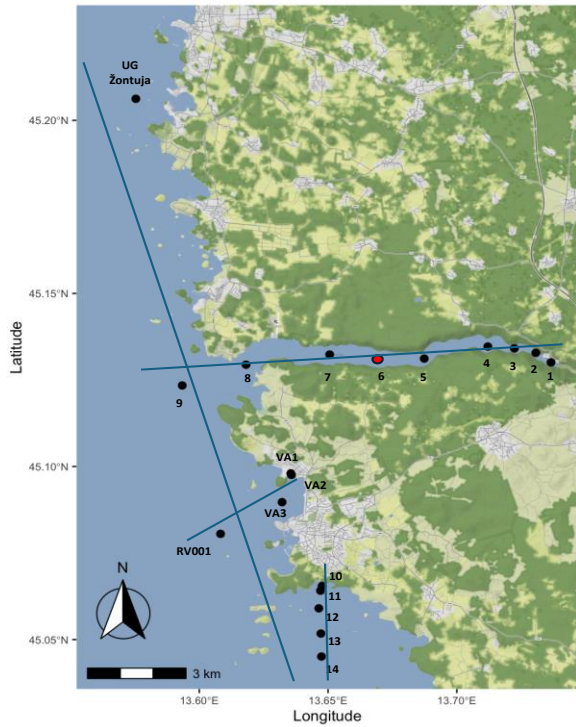 UG
Žontuja
45.20°N
45.15°N
45.10°N
45.05°N
Latitude
9
8
7
6
5
4
3
2
1
VA1
VA2
VA3
RV001
10
11
12
13
14
N
3 km
13.60°E
13.65°E
13.70°E
Longitude